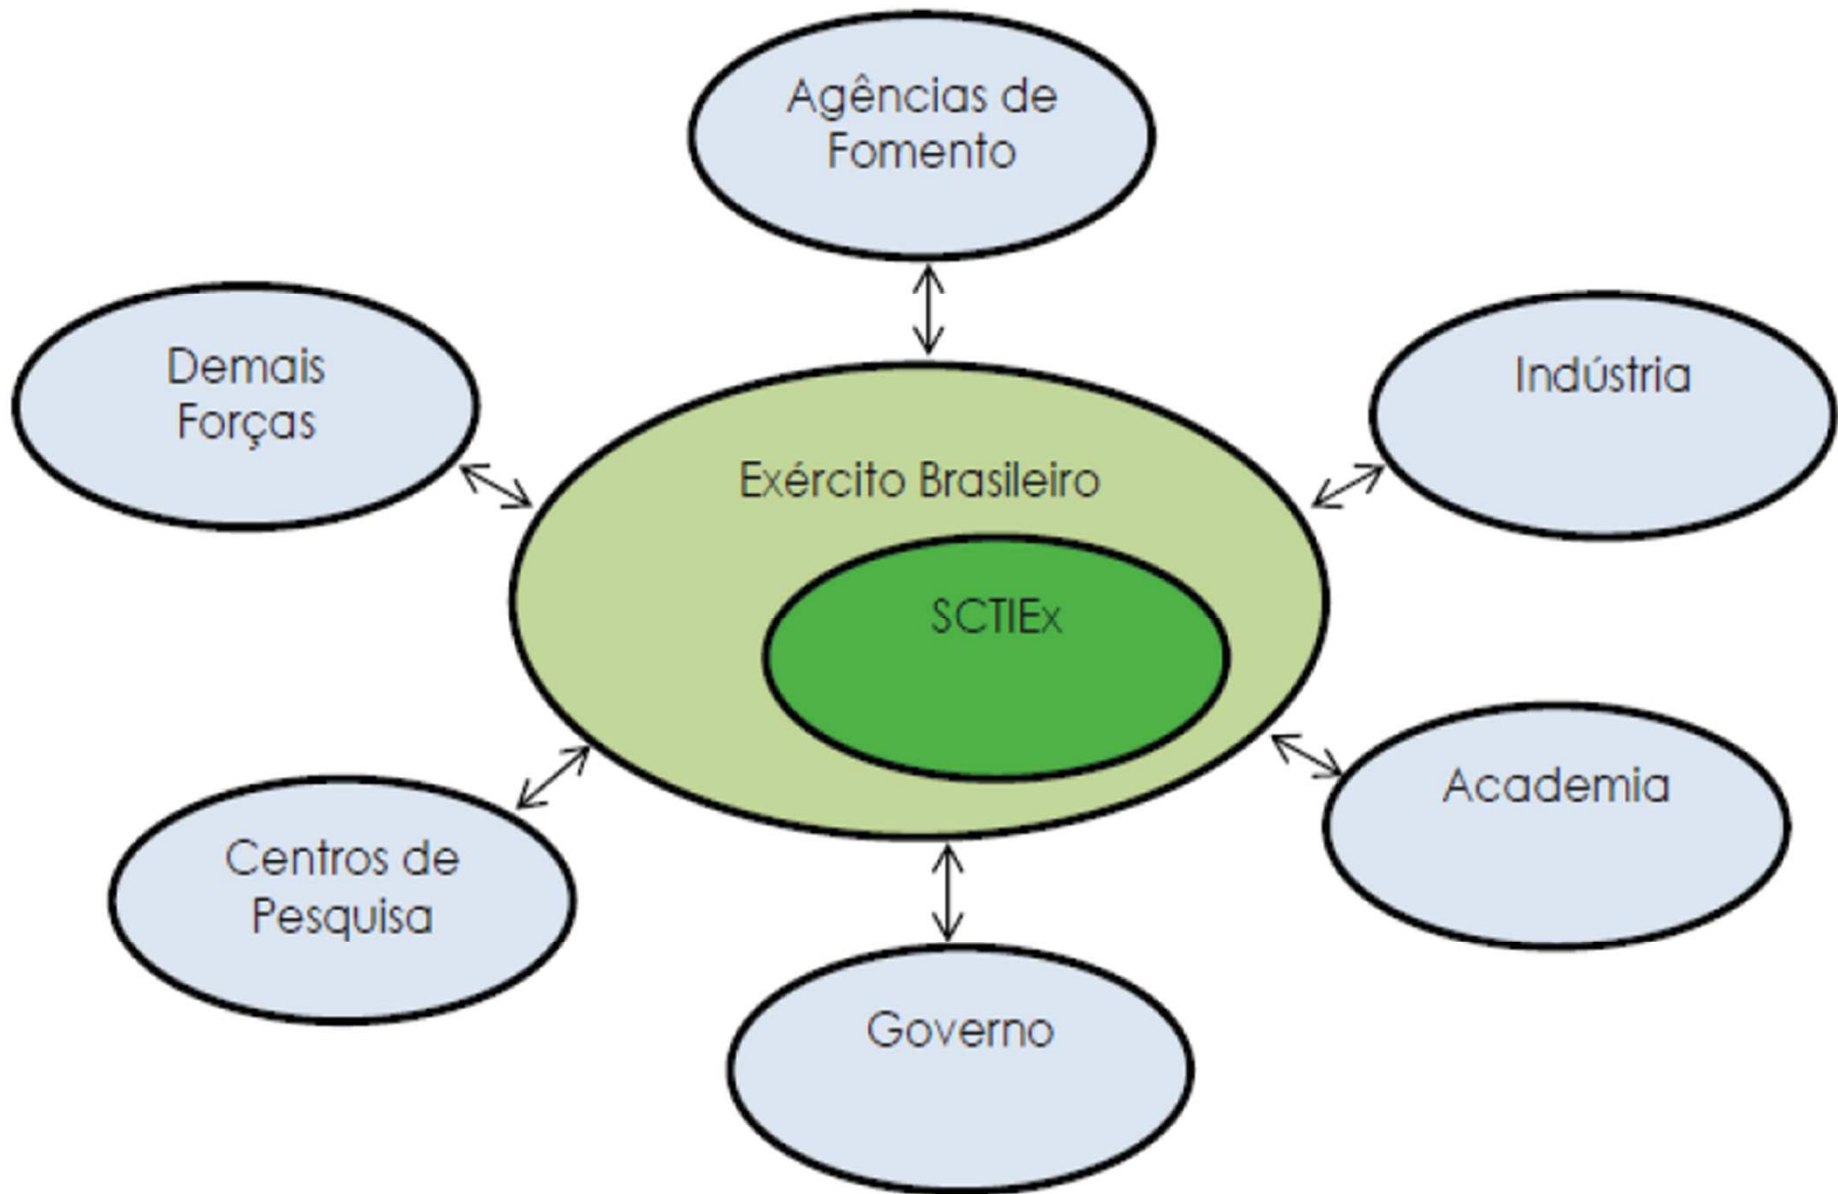 Agências de
Fomento
Demais
Forças
Indústria
Exército Brasileiro
SCTIEx
Academia
Centros de
Pesquisa
Governo